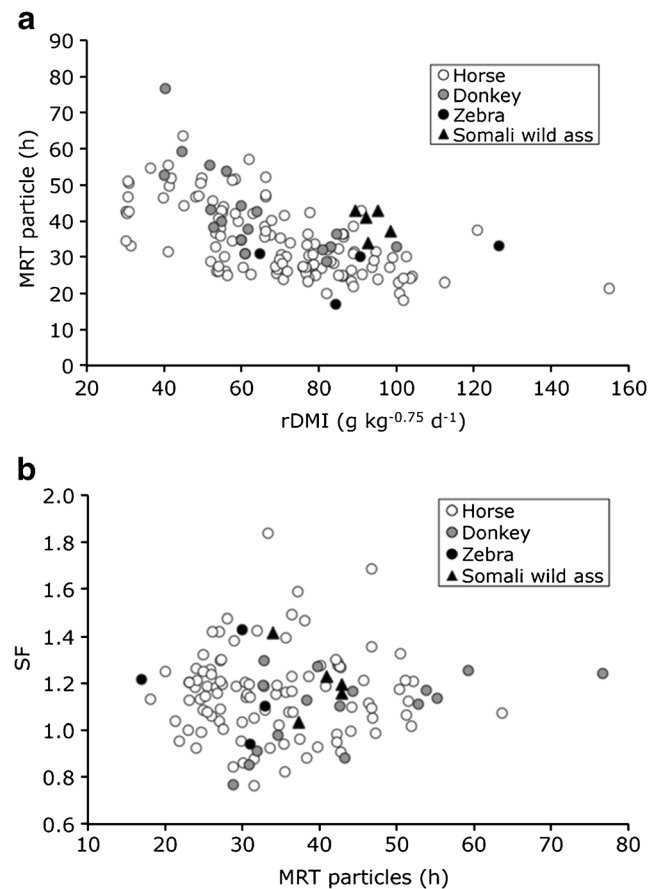 a
90
80
70
60
50
40
30
20
10
0
MRT particle (h)
Horse
Donkey
Zebra
Somali wild ass
20 40 60 80 100 120 140 160
rDMI (g kg-0.75 d-1)
b
2.0
1.8
1.6
1.4
1.2
1.0
0.8
0.6
SF
Horse
Donkey
Zebra
Somali wild ass
10 20 30 40 50 60 70 80
MRT particles (h)